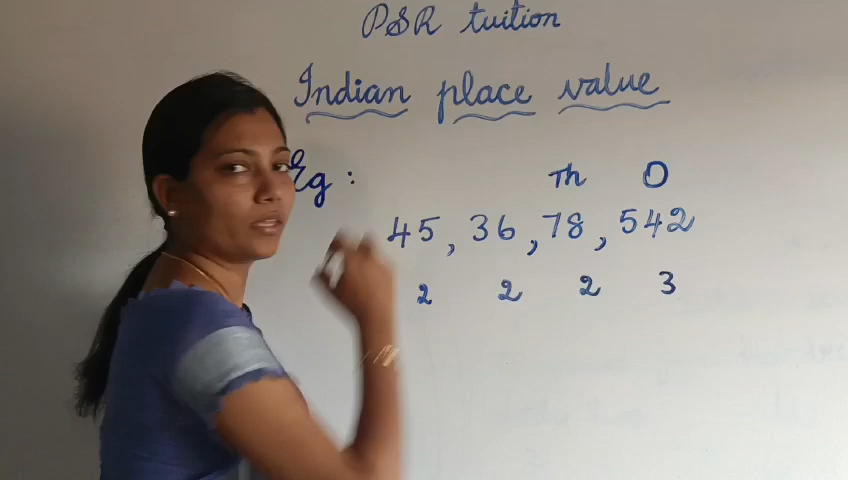 PSR tuition
Indian place value
Eg :
Th O
45,36,78,542
2 2 2 3